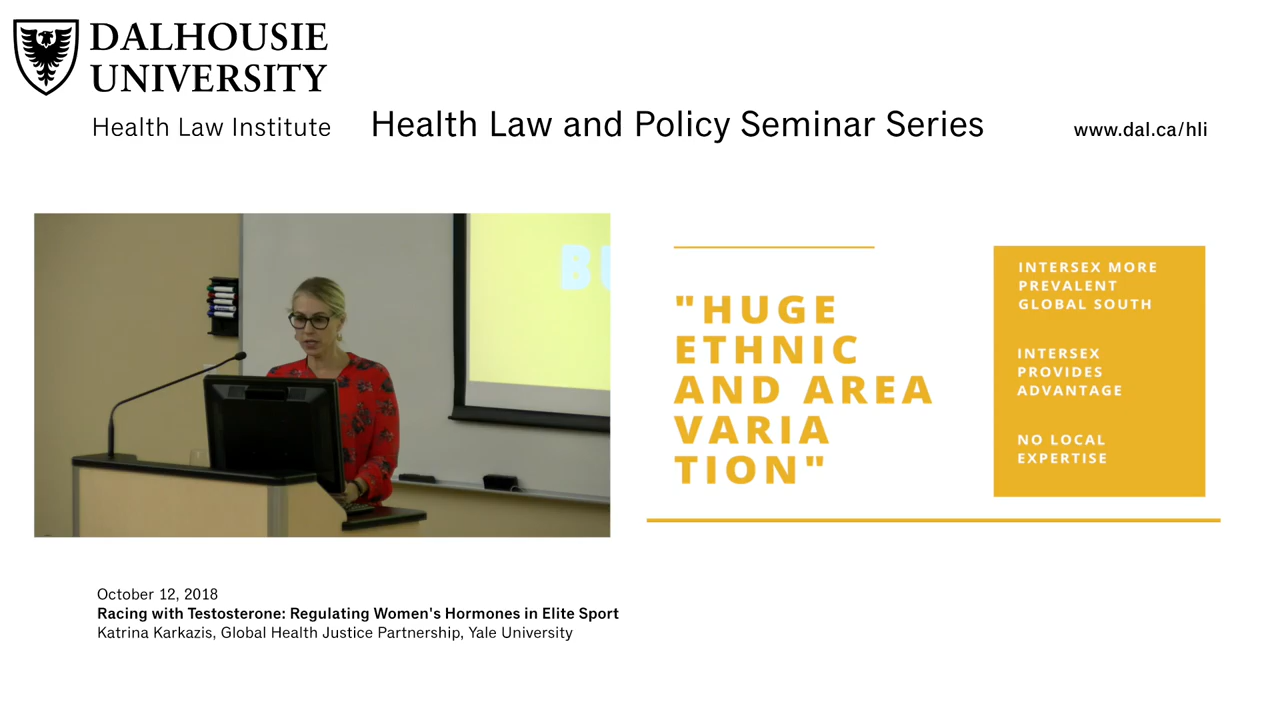 DALHOUSIE
UNIVERSITY
Health Law Institute
Health Law and Policy Seminar Series
www.dal.ca/hli
"HUGE
ETHNIC
AND AREA
VARIA
TION"
INTERSEX MORE
PREVALENT
GLOBAL SOUTH
INTERSEX
PROVIDES
ADVANTAGE
NO LOCAL
EXPERTISE
October 12, 2018
Racing with Testosterone: Regulating Women's Hormones in Elite Sport
Katrina Karkazis, Global Health Justice Partnership, Yale University